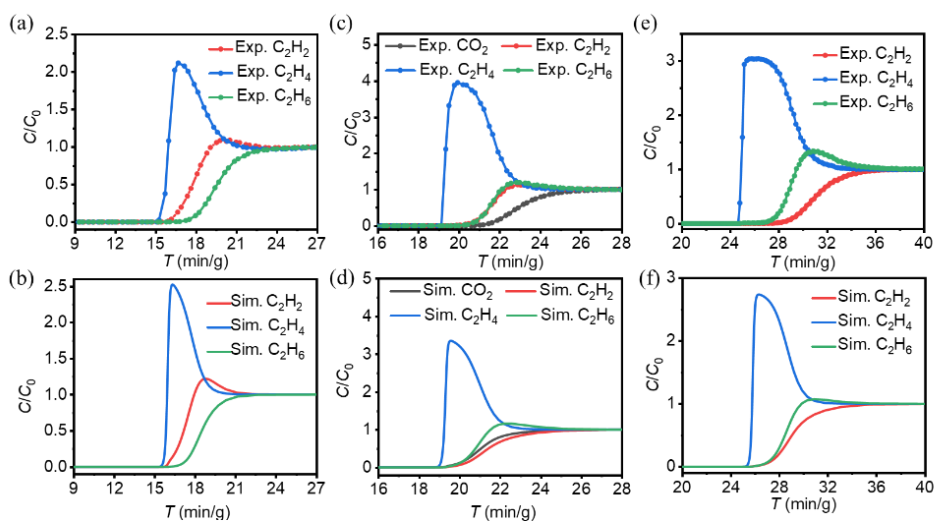 (a)
2.5
2.0
1.5
1.0
0.5
0.0
C/C₀
Exp. C₂H₂
Exp. C₂H₄
Exp. C₂H₆
9 12 15 18 21 24 27
T (min/g)
(c)
5
4
3
2
1
0
C/C₀
Exp. CO₂ Exp. C₂H₂
Exp. C₂H₄ Exp. C₂H₆
16 18 20 22 24 26 28
T (min/g)
(e)
3
2
1
0
C/C₀
Exp. C₂H₂
Exp. C₂H₄
Exp. C₂H₆
20 24 28 32 36 40
T (min/g)
(b)
2.5
2.0
1.5
1.0
0.5
0.0
C/C₀
Sim. C₂H₂
Sim. C₂H₄
Sim. C₂H₆
9 12 15 18 21 24 27
T (min/g)
(d)
5
4
3
2
1
0
C/C₀
Sim. CO₂ Sim. C₂H₂
Sim. C₂H₄ Sim. C₂H₆
16 18 20 22 24 26 28
T (min/g)
(f)
3
2
1
0
C/C₀
Sim. C₂H₂
Sim. C₂H₄
Sim. C₂H₆
20 24 28 32 36 40
T (min/g)